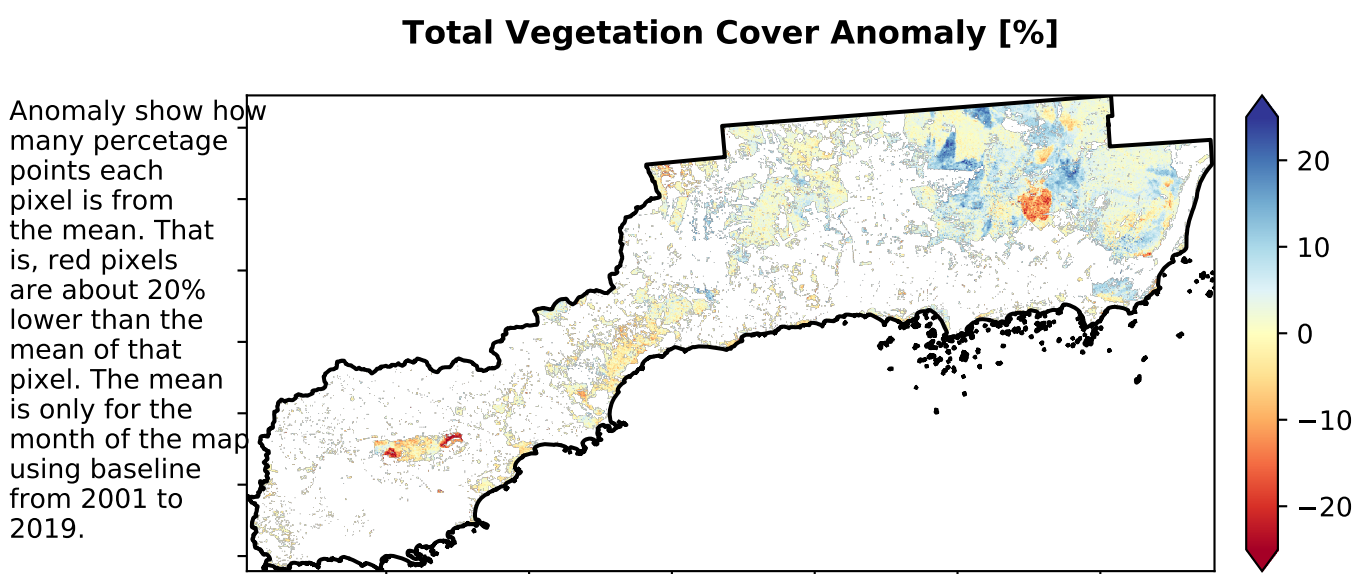 Total Vegetation Cover Anomaly [%]
Anomaly show how
many percetage
points each
pixel is from
the mean. That
is, red pixels
are about 20%
lower than the
mean of that
pixel. The mean
is only for the
month of the map
using baseline
from 2001 to
2019.
20
10
0
−10
−20